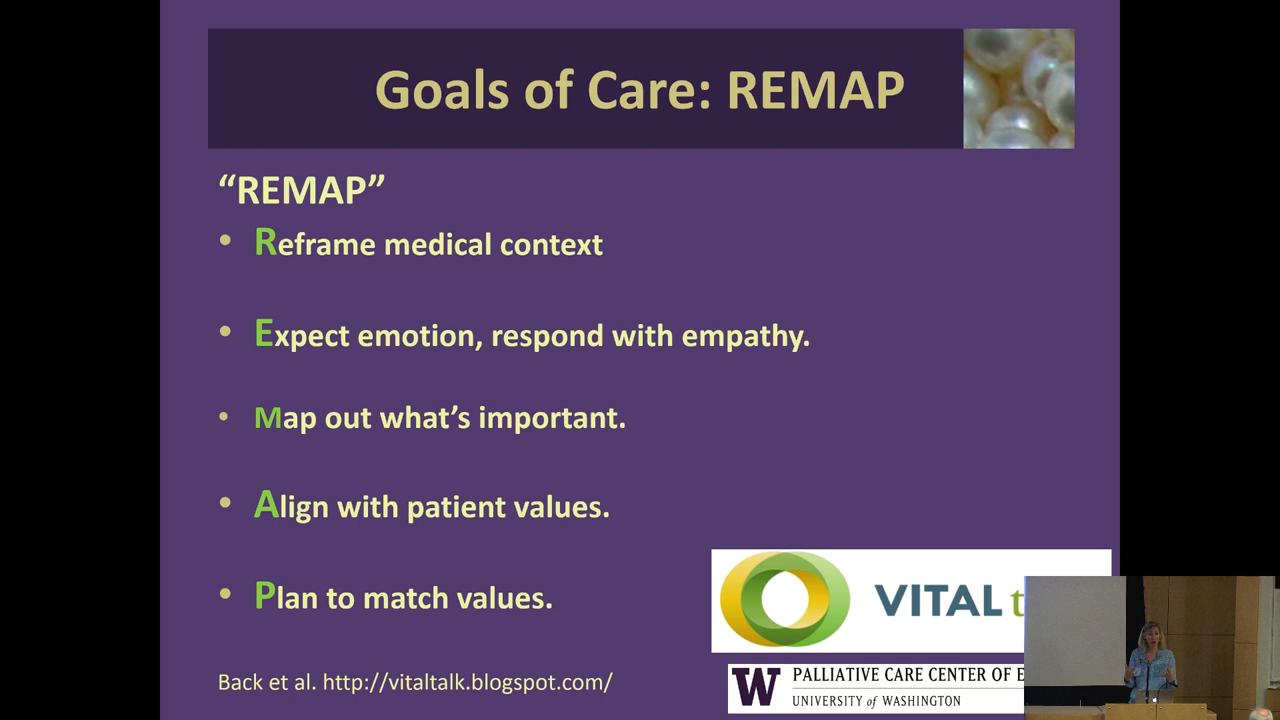 Goals of Care: REMAP
“REMAP”
• Reframe medical context
• Expect emotion, respond with empathy.
• Map out what’s important.
• Align with patient values.
• Plan to match values.
VITAL t
Back et al. http://vitaltalk.blogspot.com/
W PALLIATIVE CARE CENTER OF E
UNIVERSITY of WASHINGTON